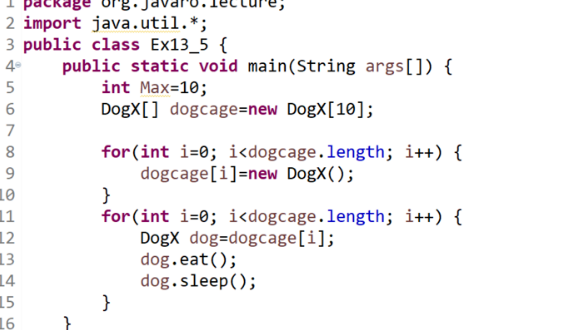 1 package org.javaro.lecture;
2 import java.util.*;
3 public class Ex13_5 {
4 public static void main(String args[]) {
5 int Max=10;
6 DogX[] dogcage=new DogX[10];
7
8 for(int i=0; i<dogcage.length; i++) {
9 dogcage[i]=new DogX();
10 }
11 for(int i=0; i<dogcage.length; i++) {
12 DogX dog=dogcage[i];
13 dog.eat();
14 dog.sleep();
15 }
16 }